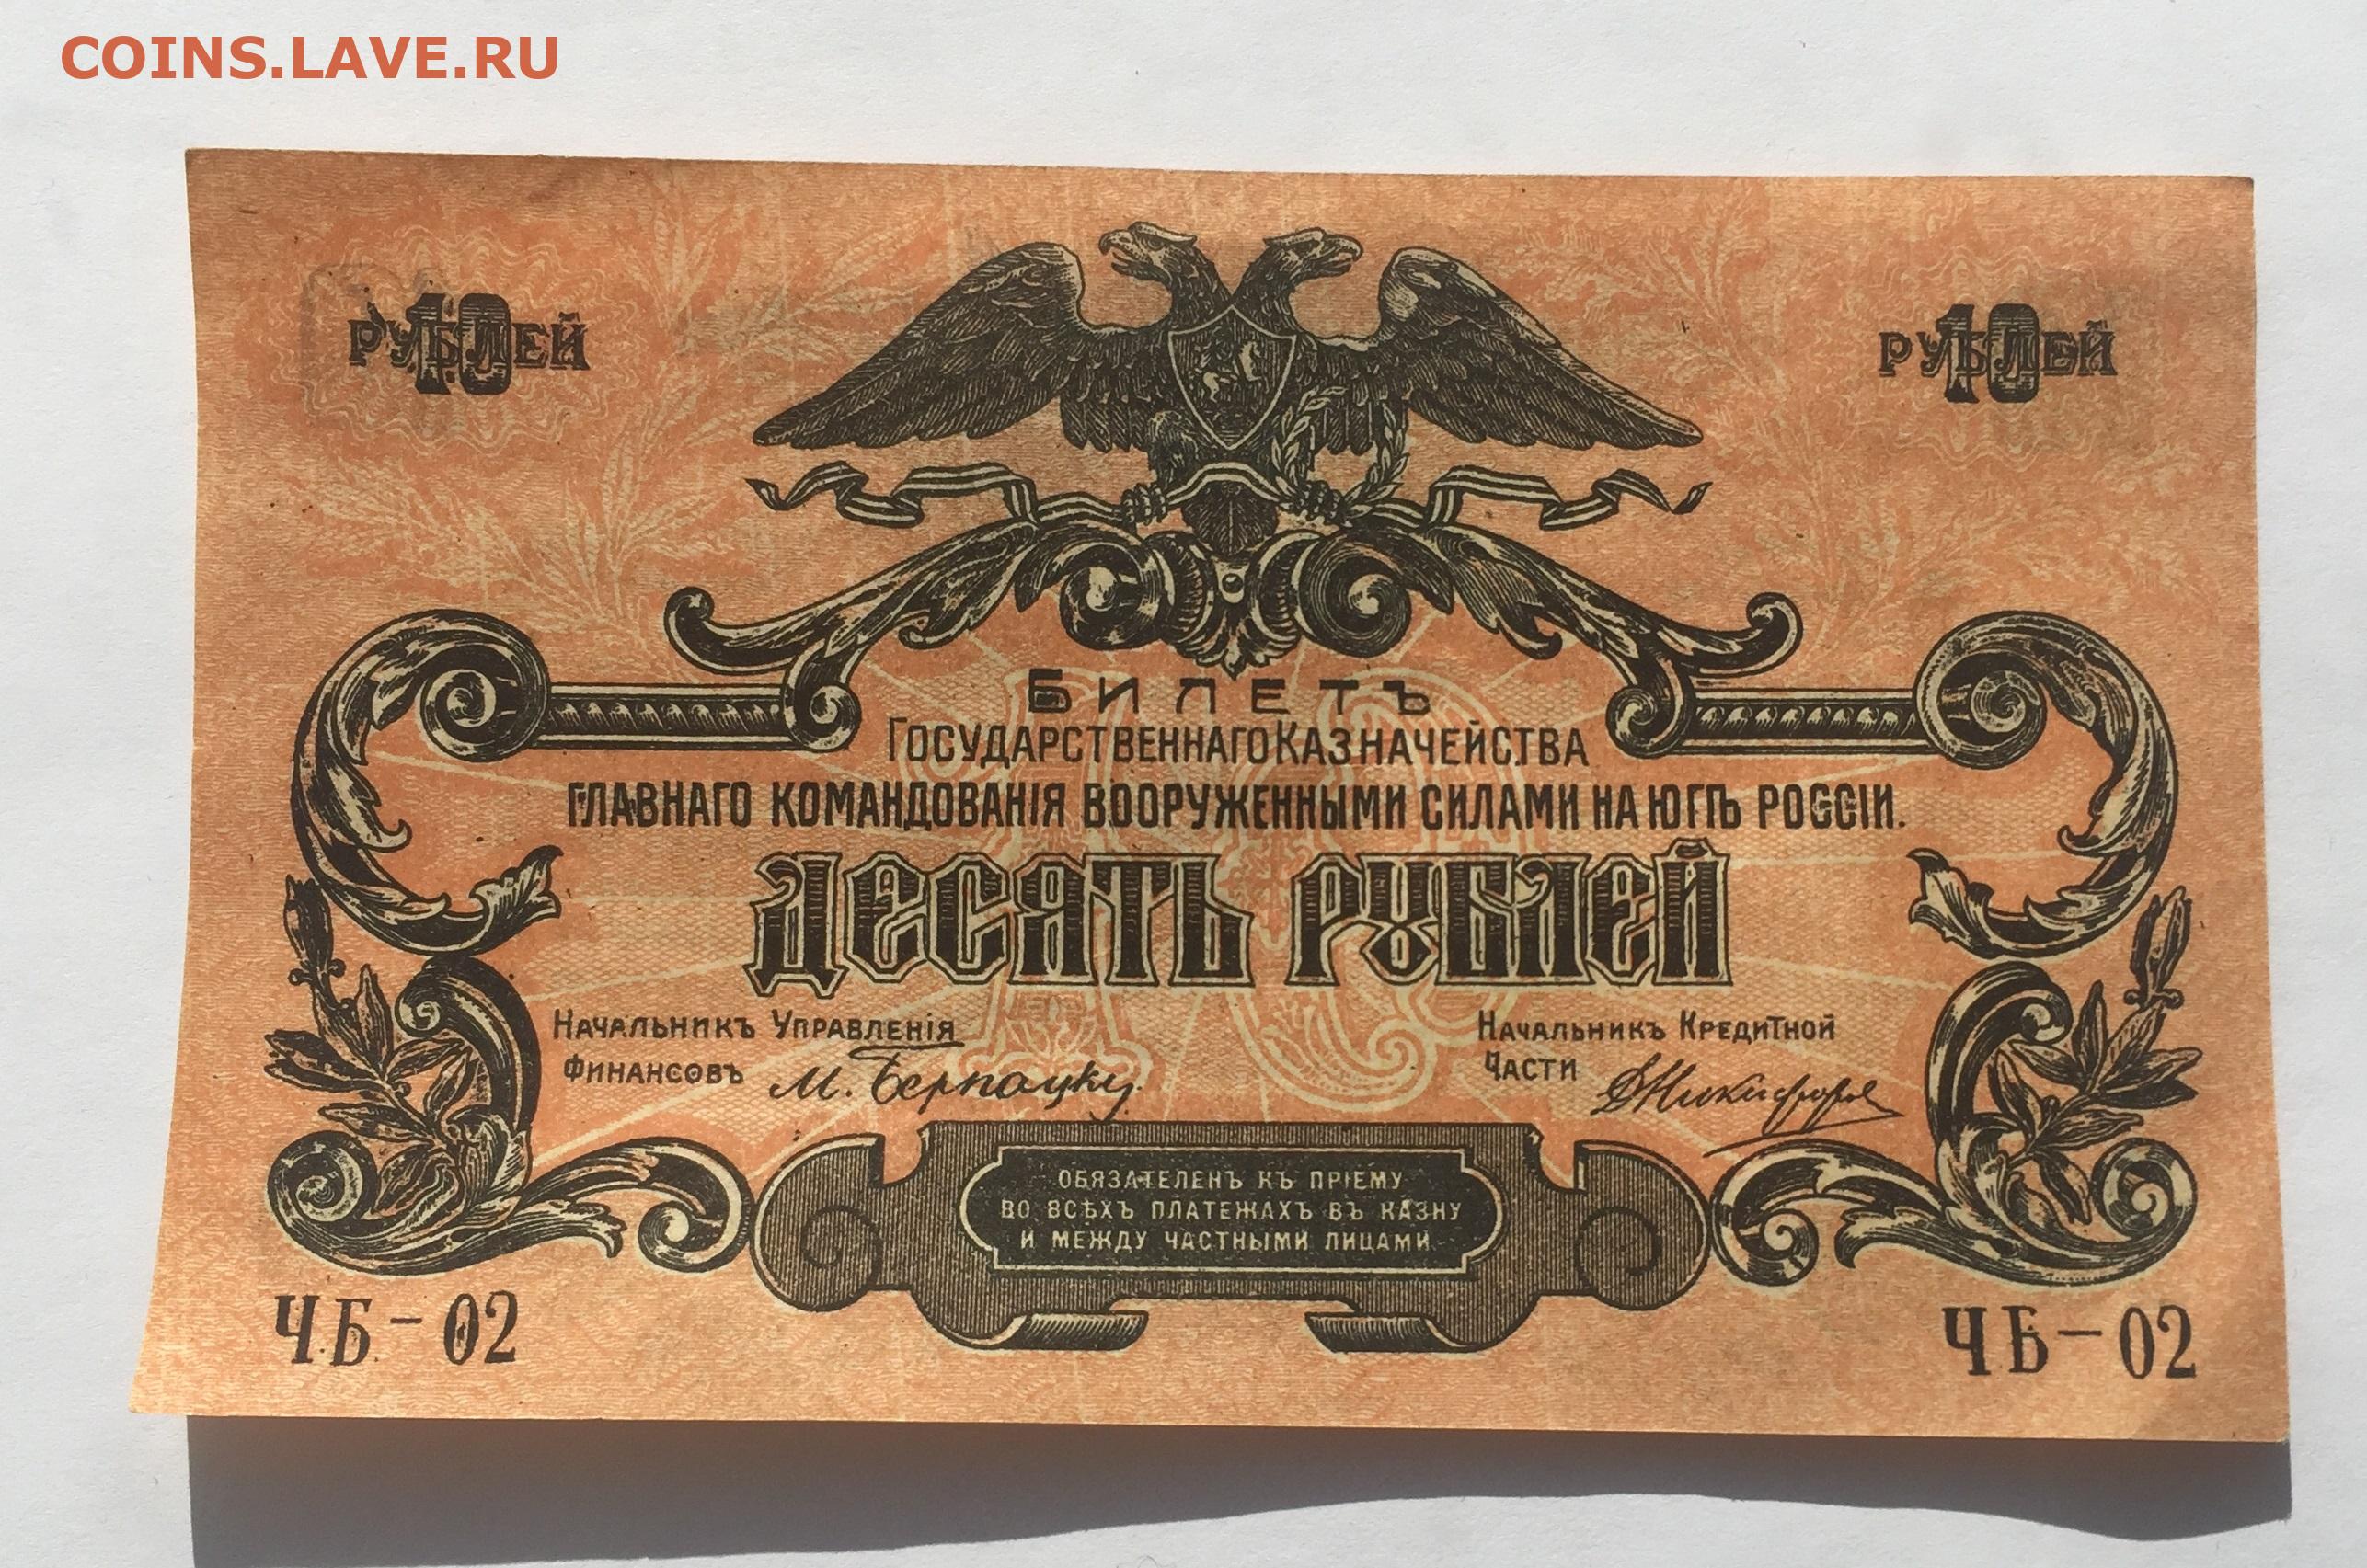 COINS.LAVE.RU
10 РУБЛЕЙ
10 РУБЛЕЙ
БИЛЕТЪ
ГОСУДАРСТВЕННАГО КАЗНАЧЕЙСТВА
ГЛАВНАГО КОМАНДОВАНІЯ ВООРУЖЕННЫМИ СИЛАМИ НА ЮГѢ РОССІИ.
ДЕСЯТЬ РУБЛЕЙ
НАЧАЛЬНИКЪ УПРАВЛЕНІЯ
ФИНАНСОВЪ М. Бернацкій
НАЧАЛЬНИКЪ КРЕДИТНОЙ
ЧАСТИ Д Никифоров
ОБЯЗАТЕЛЕНЪ КЪ ПРІЕМУ
ВО ВСѢХЪ ПЛАТЕЖАХЪ ВЪ КАЗНУ
И МЕЖДУ ЧАСТНЫМИ ЛИЦАМИ
ЧБ-02
ЧБ-02